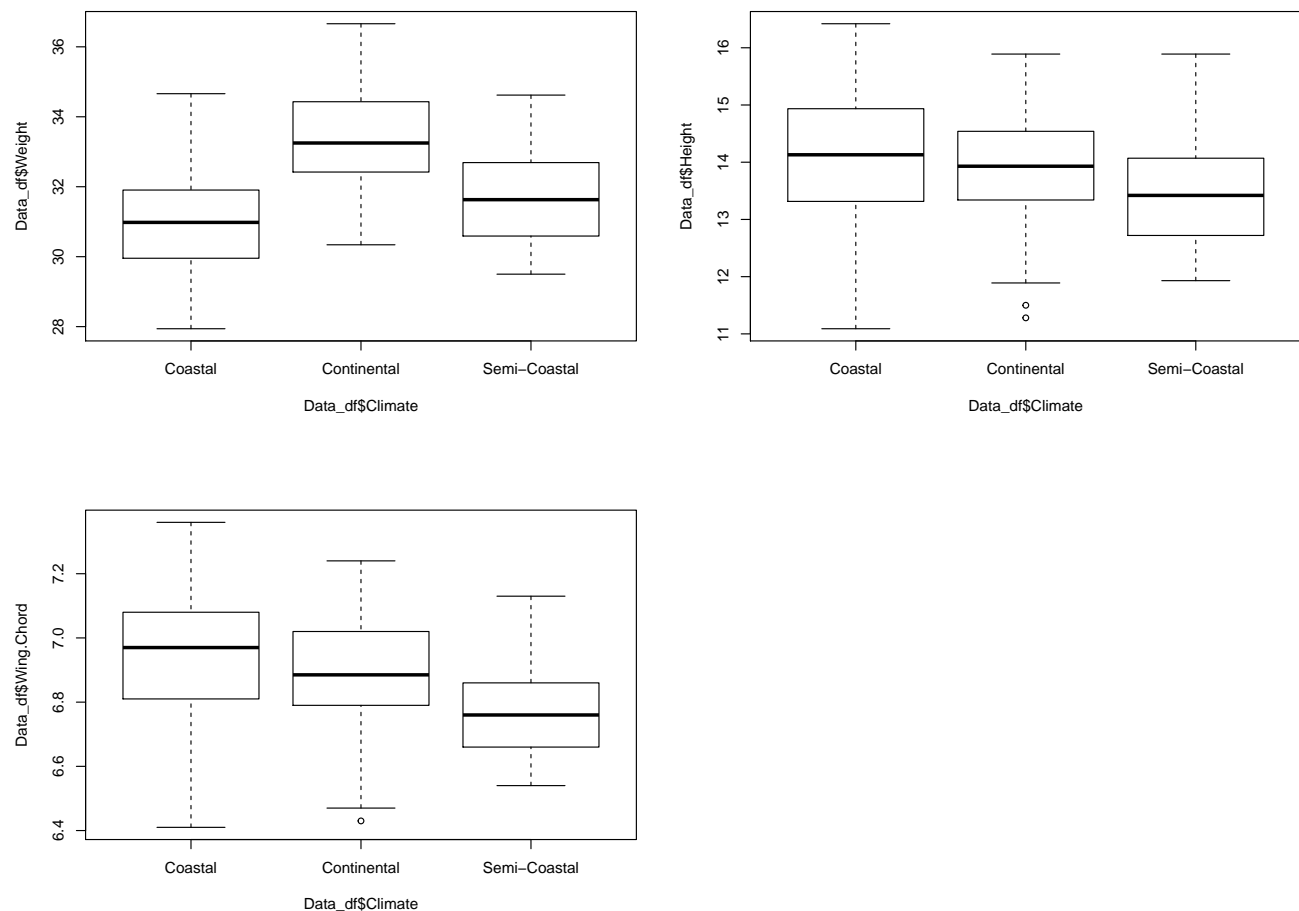 Data_df$Weight
36
34
32
30
28
Coastal Continental Semi−Coastal
Data_df$Climate
Data_df$Height
16
15
14
13
12
11
Coastal Continental Semi−Coastal
Data_df$Climate
Data_df$Wing.Chord
7.2
7.0
6.8
6.6
6.4
Coastal Continental Semi−Coastal
Data_df$Climate